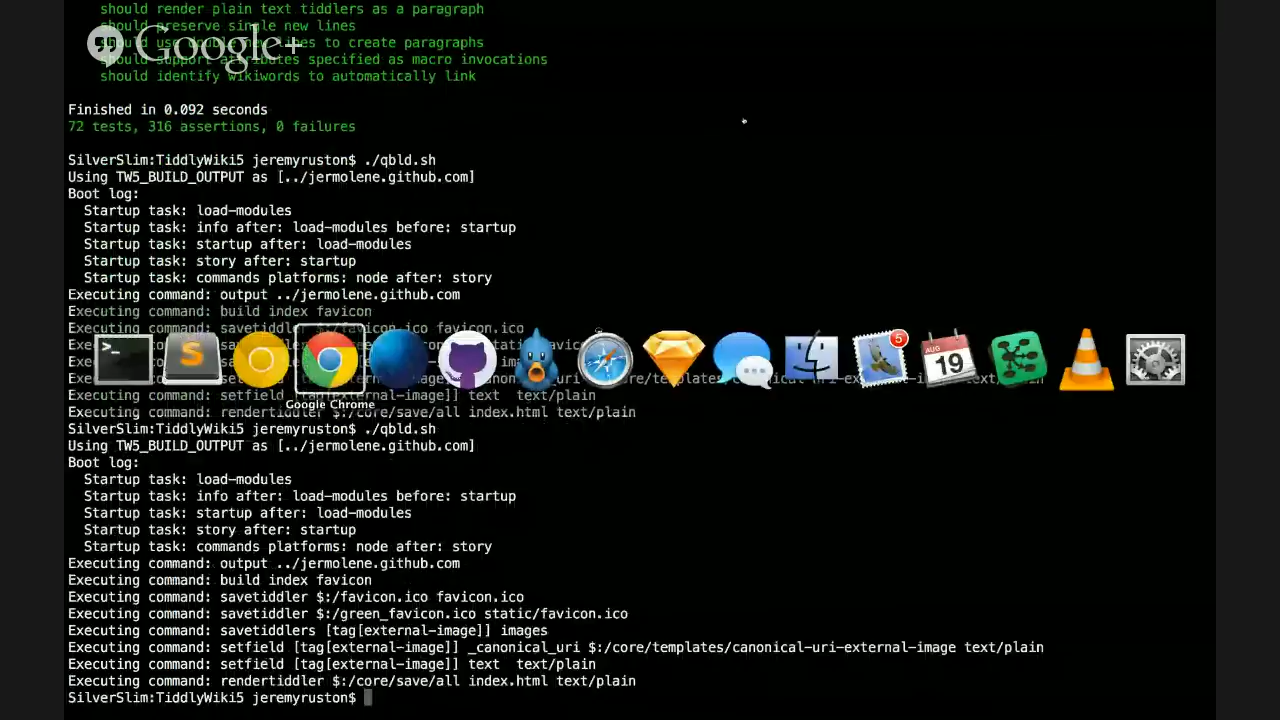 should render plain text tiddlers as a paragraph
should preserve single new lines
should use double new lines to create paragraphs
Google+
should support attributes specified as macro invocations
should identify wikiwords to automatically link
Finished in 0.092 seconds
72 tests, 316 assertions, 0 failures
SilverSlim:TiddlyWiki5 jeremyruston$ ./qbld.sh
Using TW5_BUILD_OUTPUT as [../jermolene.github.com]
Boot log:
Startup task: load-modules
Startup task: info after: load-modules before: startup
Startup task: startup after: load-modules
Startup task: story after: startup
Startup task: commands platforms: node after: story
Executing command: output ../jermolene.github.com
Executing command: build index favicon
Executing command: savetiddler $:/favicon.ico favicon.ico
5
AUG
19
Executing command: setfield [tag[external-image]] text text/plain
Google Chrome
Executing command: rendertiddler $:/core/save/all index.html text/plain
SilverSlim:TiddlyWiki5 jeremyruston$ ./qbld.sh
Using TW5_BUILD_OUTPUT as [../jermolene.github.com]
Boot log:
Startup task: load-modules
Startup task: info after: load-modules before: startup
Startup task: startup after: load-modules
Startup task: story after: startup
Startup task: commands platforms: node after: story
Executing command: output ../jermolene.github.com
Executing command: build index favicon
Executing command: savetiddler $:/favicon.ico favicon.ico
Executing command: savetiddler $:/green_favicon.ico static/favicon.ico
Executing command: savetiddlers [tag[external-image]] images
Executing command: setfield [tag[external-image]] _canonical_uri $:/core/templates/canonical-uri-external-image text/plain
Executing command: setfield [tag[external-image]] text text/plain
Executing command: rendertiddler $:/core/save/all index.html text/plain
SilverSlim:TiddlyWiki5 jeremyruston$